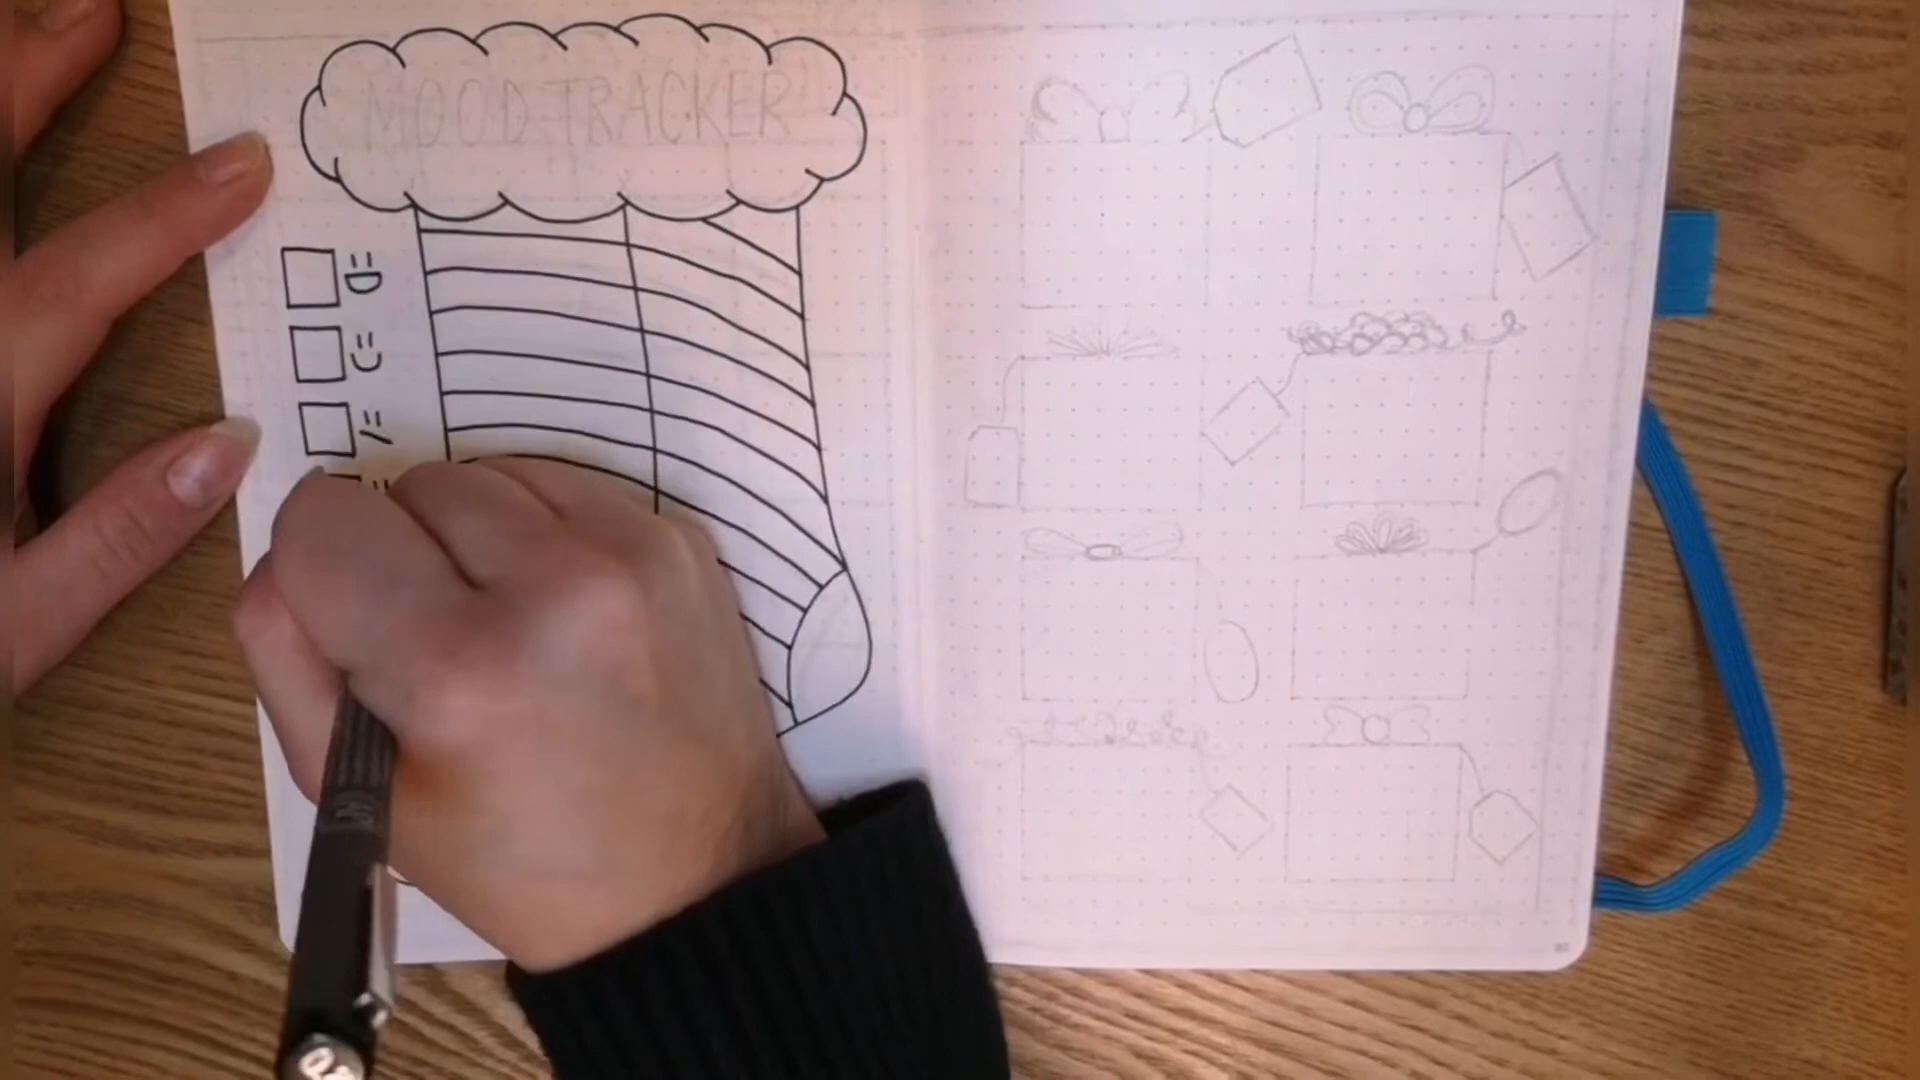 MOOD TRACKER
=D
=)
=/